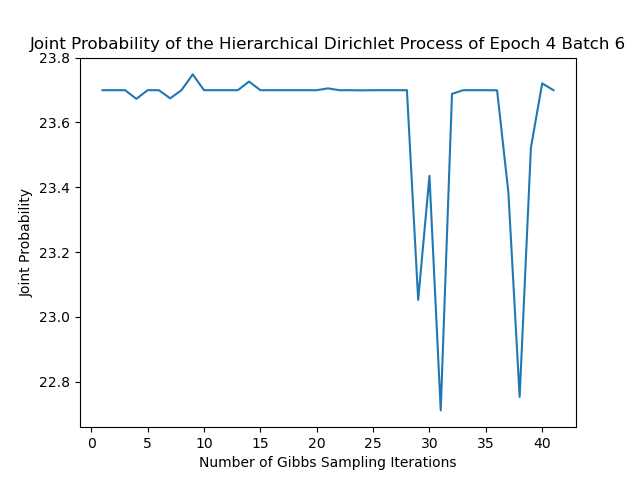 Joint Probability of the Hierarchical Dirichlet Process of Epoch 4 Batch 6
23.8
23.6
23.4
23.2
23.0
22.8
Joint Probability
0 5 10 15 20 25 30 35 40
Number of Gibbs Sampling Iterations